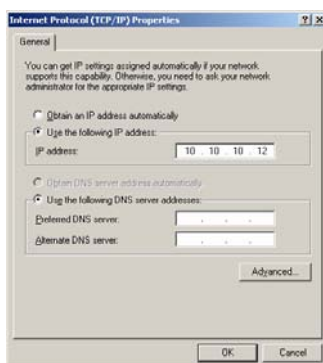 Internet Protocol (TCP/IP) Properties
General
You can get IP settings assigned automatically if your network
supports this capability. Otherwise, you need to ask your network
administrator for the appropriate IP settings.
Obtain an IP address automatically
Use the following IP address:
IP address: 10 . 10 . 10 . 12
Obtain DNS server address automatically
Use the following DNS server addresses:
Preferred DNS server: . . .
Alternate DNS server: . . .
Advanced...
OK Cancel